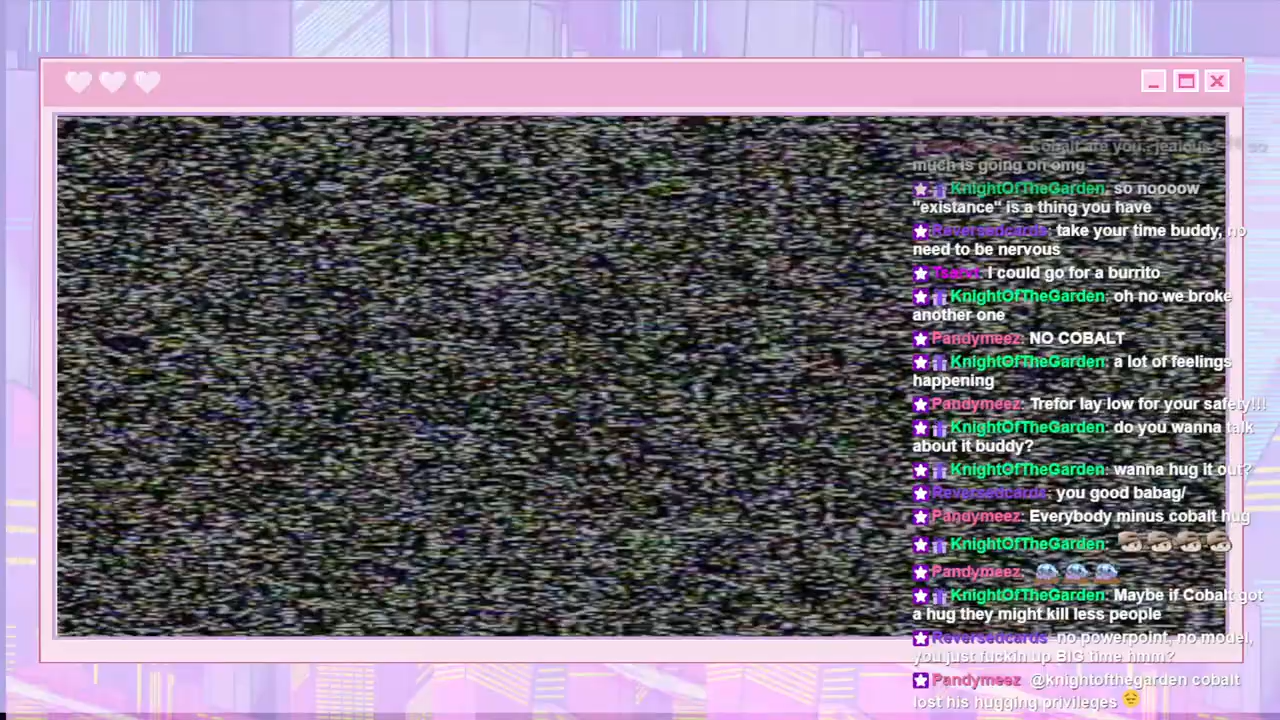 Cobalt are you.. jealous? so
much is going on omg
KnightOfTheGarden: so noooow
"existance" is a thing you have
Reversedcards: take your time buddy, no
need to be nervous
I could go for a burrito
KnightOfTheGarden: oh no we broke
another one
Pandymeez: NO COBALT
KnightOfTheGarden: a lot of feelings
happening
Pandymeez: Trefor lay low for your safety!!!
KnightOfTheGarden: do you wanna talk
about it buddy?
KnightOfTheGarden: wanna hug it out?
Reversedcards: you good babag/
Pandymeez: Everybody minus cobalt hug
KnightOfTheGarden:
Pandymeez:
KnightOfTheGarden: Maybe if Cobalt got
a hug they might kill less people
Reversedcards no powerpoint, no model,
you just fuckin up BIG time hmm?
Pandymeez @knightofthegarden cobalt
lost his hugging privileges